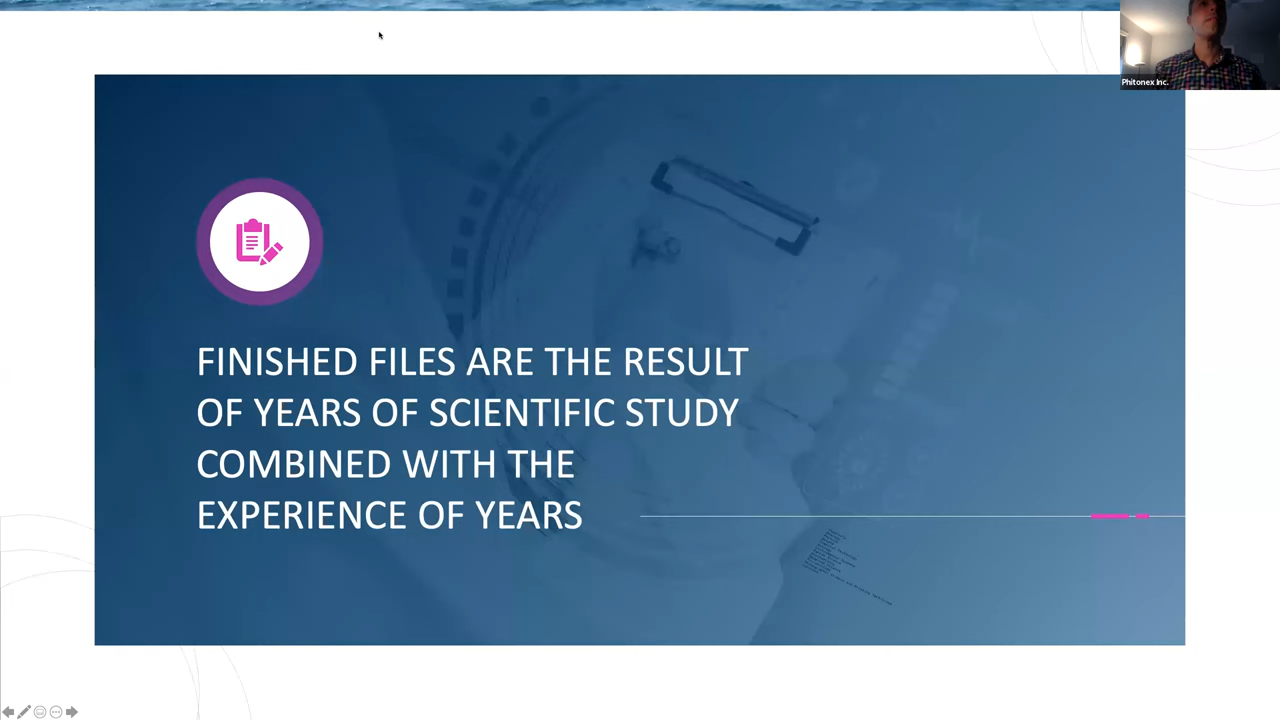 Phitonex Inc.
FINISHED FILES ARE THE RESULT
OF YEARS OF SCIENTIFIC STUDY
COMBINED WITH THE
EXPERIENCE OF YEARS